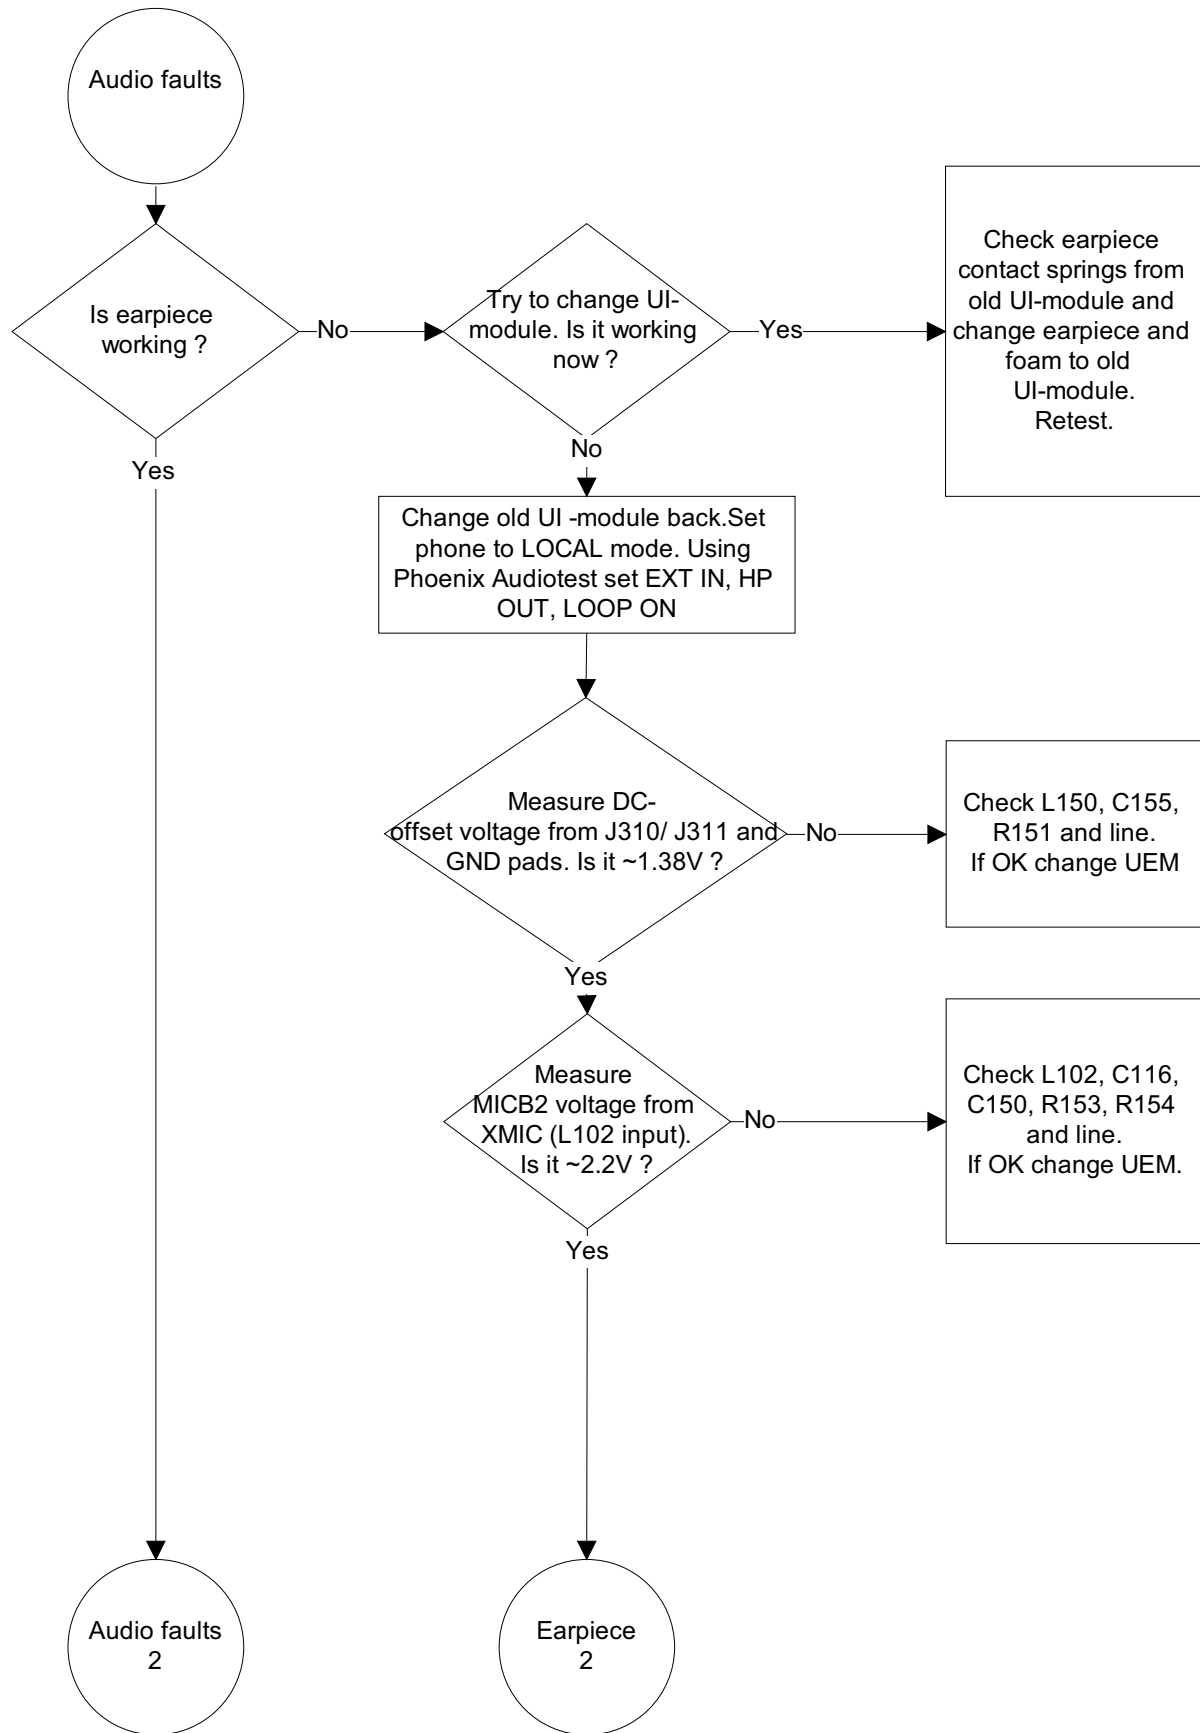 Audio faults
Is earpiece
working ?
No
Try to change UI-
module. Is it working
now ?
Yes
Check earpiece
contact springs from
old UI-module and
change earpiece and
foam to old
UI-module.
Retest.
Yes
No
Change old UI -module back.Set
phone to LOCAL mode. Using
Phoenix Audiotest set EXT IN, HP
OUT, LOOP ON
Measure DC-
offset voltage from J310/ J311 and
GND pads. Is it ~1.38V ?
No
Check L150, C155,
R151 and line.
If OK change UEM
Yes
Measure
MICB2 voltage from
XMIC (L102 input).
Is it ~2.2V ?
No
Check L102, C116,
C150, R153, R154
and line.
If OK change UEM.
Yes
Audio faults
2
Earpiece
2